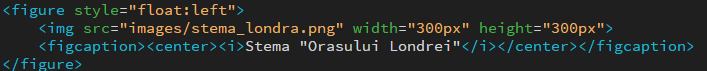 <figure style="float:left">
<img src="images/stema_londra.png" width="300px" height="300px">
<figcaption><center><i>Stema "Orasului Londrei"</i></center></figcaption>
</figure>